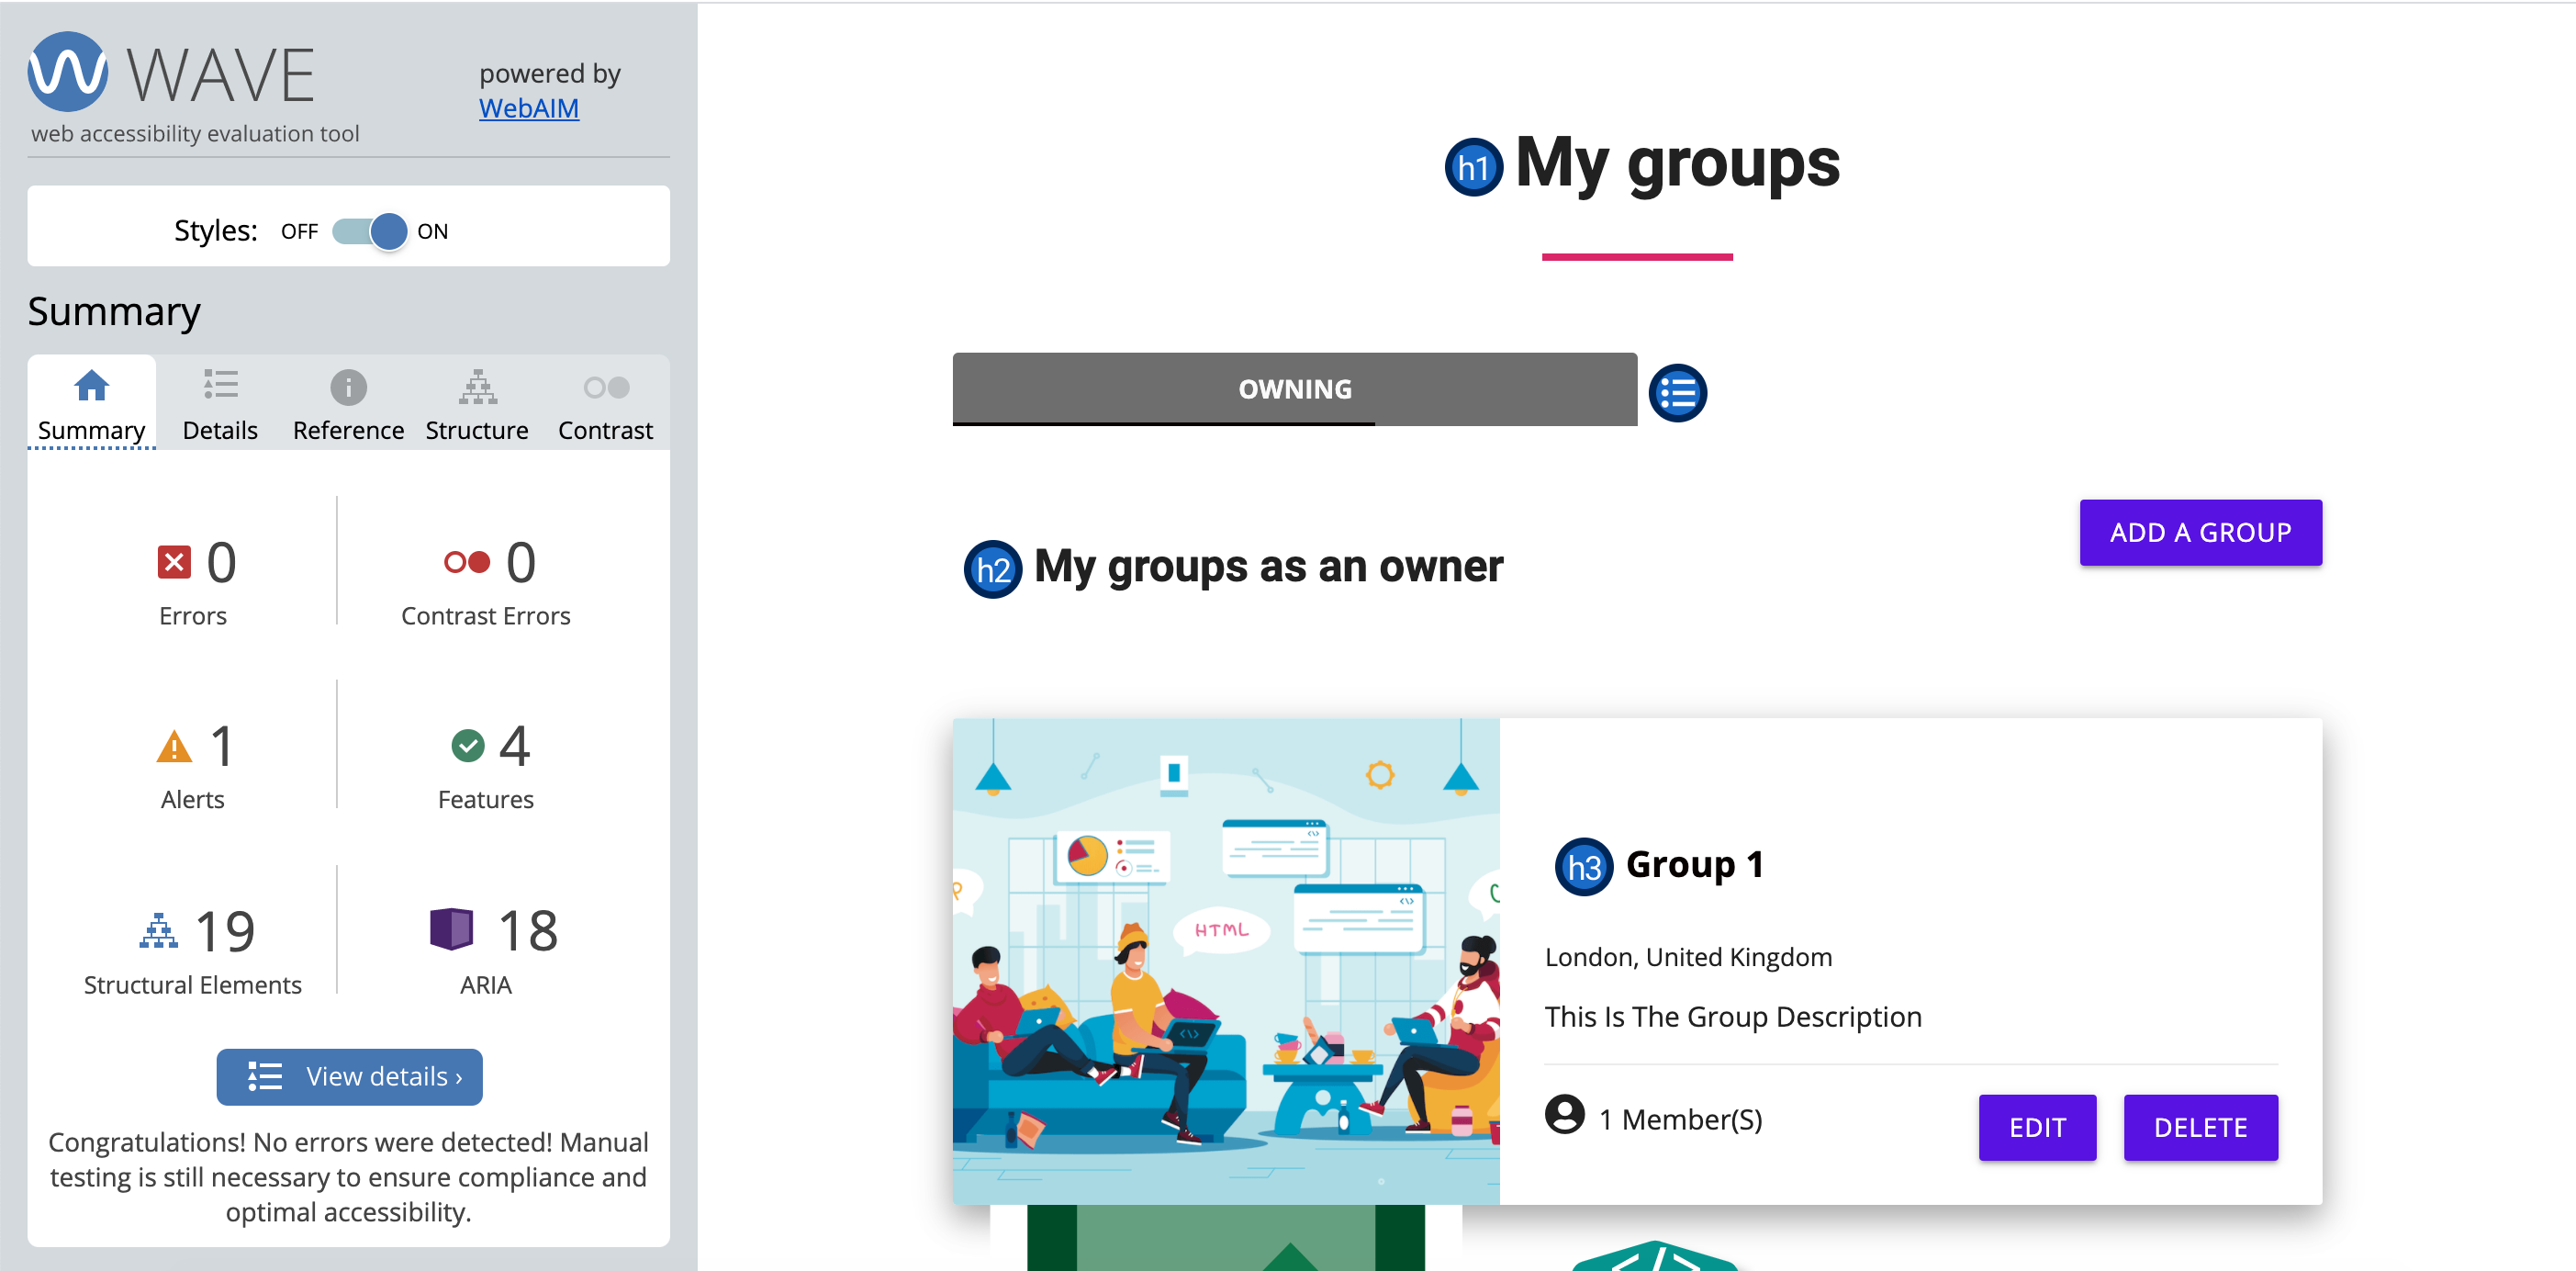 WAVE
powered by
WebAIM
web accessibility evaluation tool
Styles: OFF ON
Summary
Summary Details Reference Structure Contrast
0
Errors
0
Contrast Errors
1
Alerts
4
Features
19
Structural Elements
18
ARIA
View details ›
Congratulations! No errors were detected! Manual
testing is still necessary to ensure compliance and
optimal accessibility.
h1 My groups
OWNING
ADD A GROUP
h2 My groups as an owner
HTML
h3 Group 1
London, United Kingdom
This Is The Group Description
1 Member(S)
EDIT
DELETE